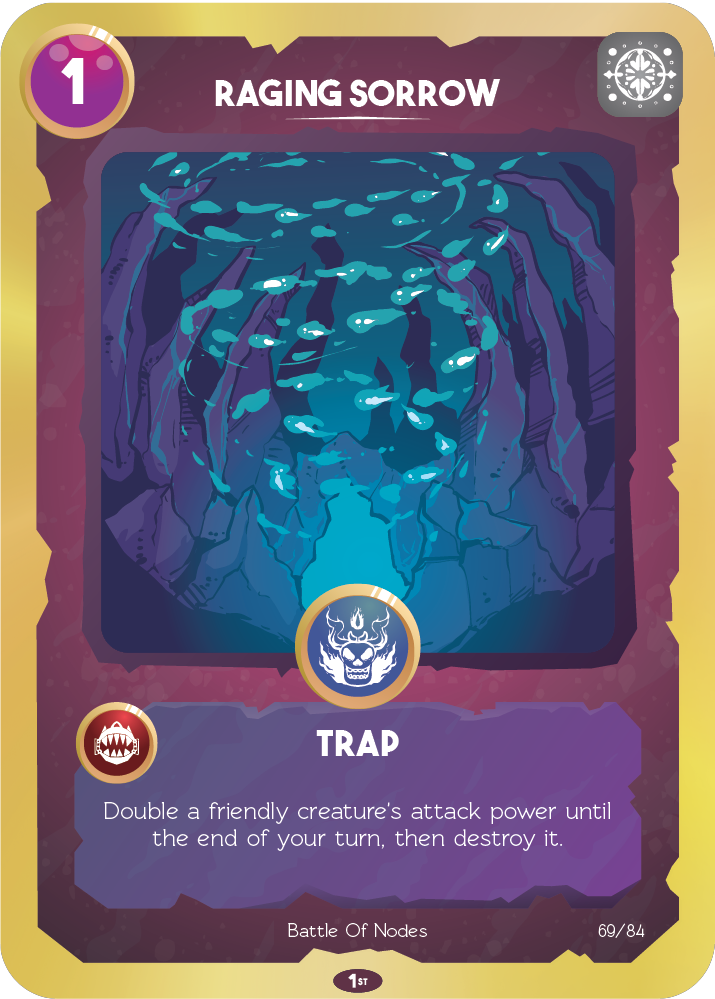 1
RAGING SORROW
TRAP
Double a friendly creature's attack power until
the end of your turn, then destroy it.
Battle Of Nodes
69/84
1ST